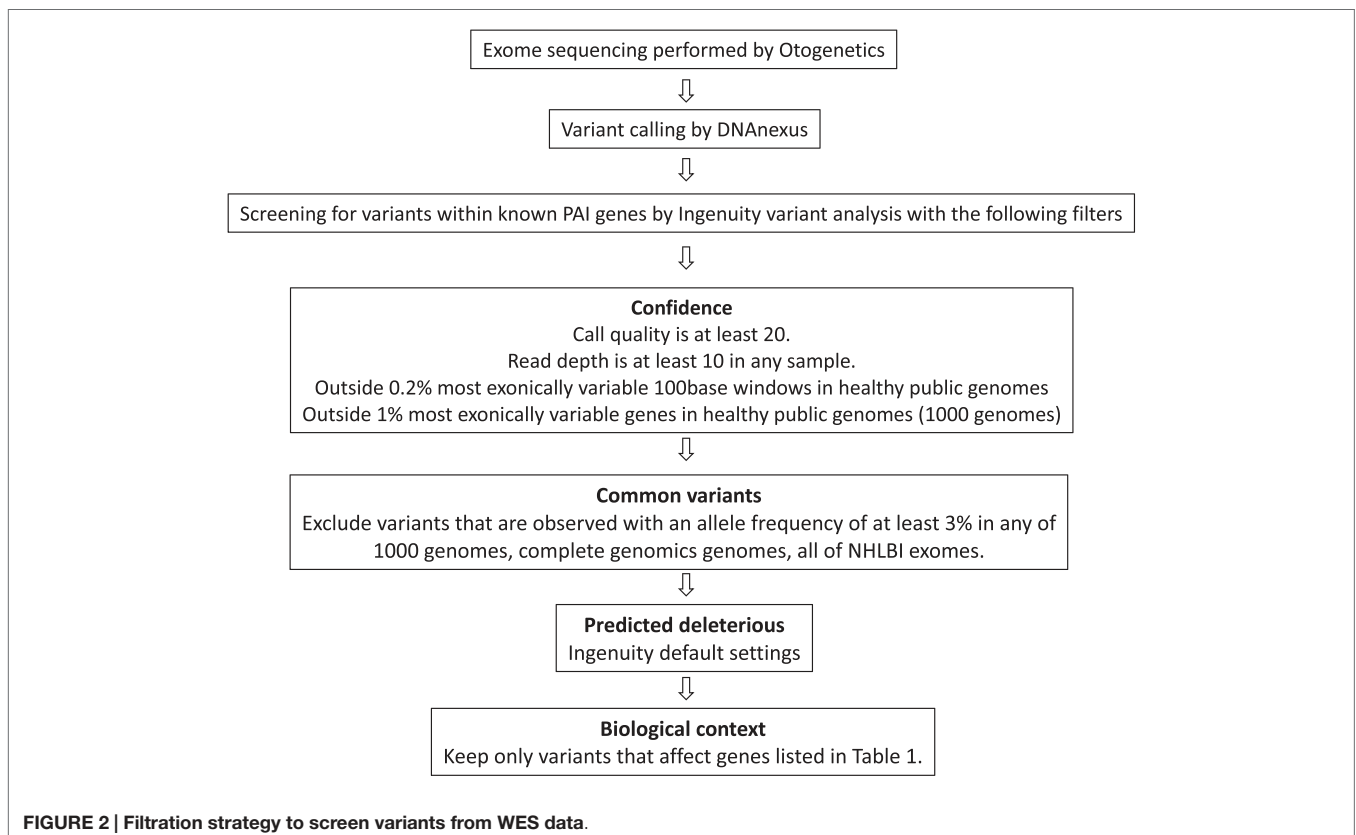 Exome sequencing performed by Otogenetics
Variant calling by DNAnexus
Screening for variants within known PAI genes by Ingenuity variant analysis with the following filters
Confidence
Call quality is at least 20.
Read depth is at least 10 in any sample.
Outside 0.2% most exonically variable 100base windows in healthy public genomes
Outside 1% most exonically variable genes in healthy public genomes (1000 genomes)
Common variants
Exclude variants that are observed with an allele frequency of at least 3% in any of
1000 genomes, complete genomics genomes, all of NHLBI exomes.
Predicted deleterious
Ingenuity default settings
Biological context
Keep only variants that affect genes listed in Table 1.
FIGURE 2 | Filtration strategy to screen variants from WES data.